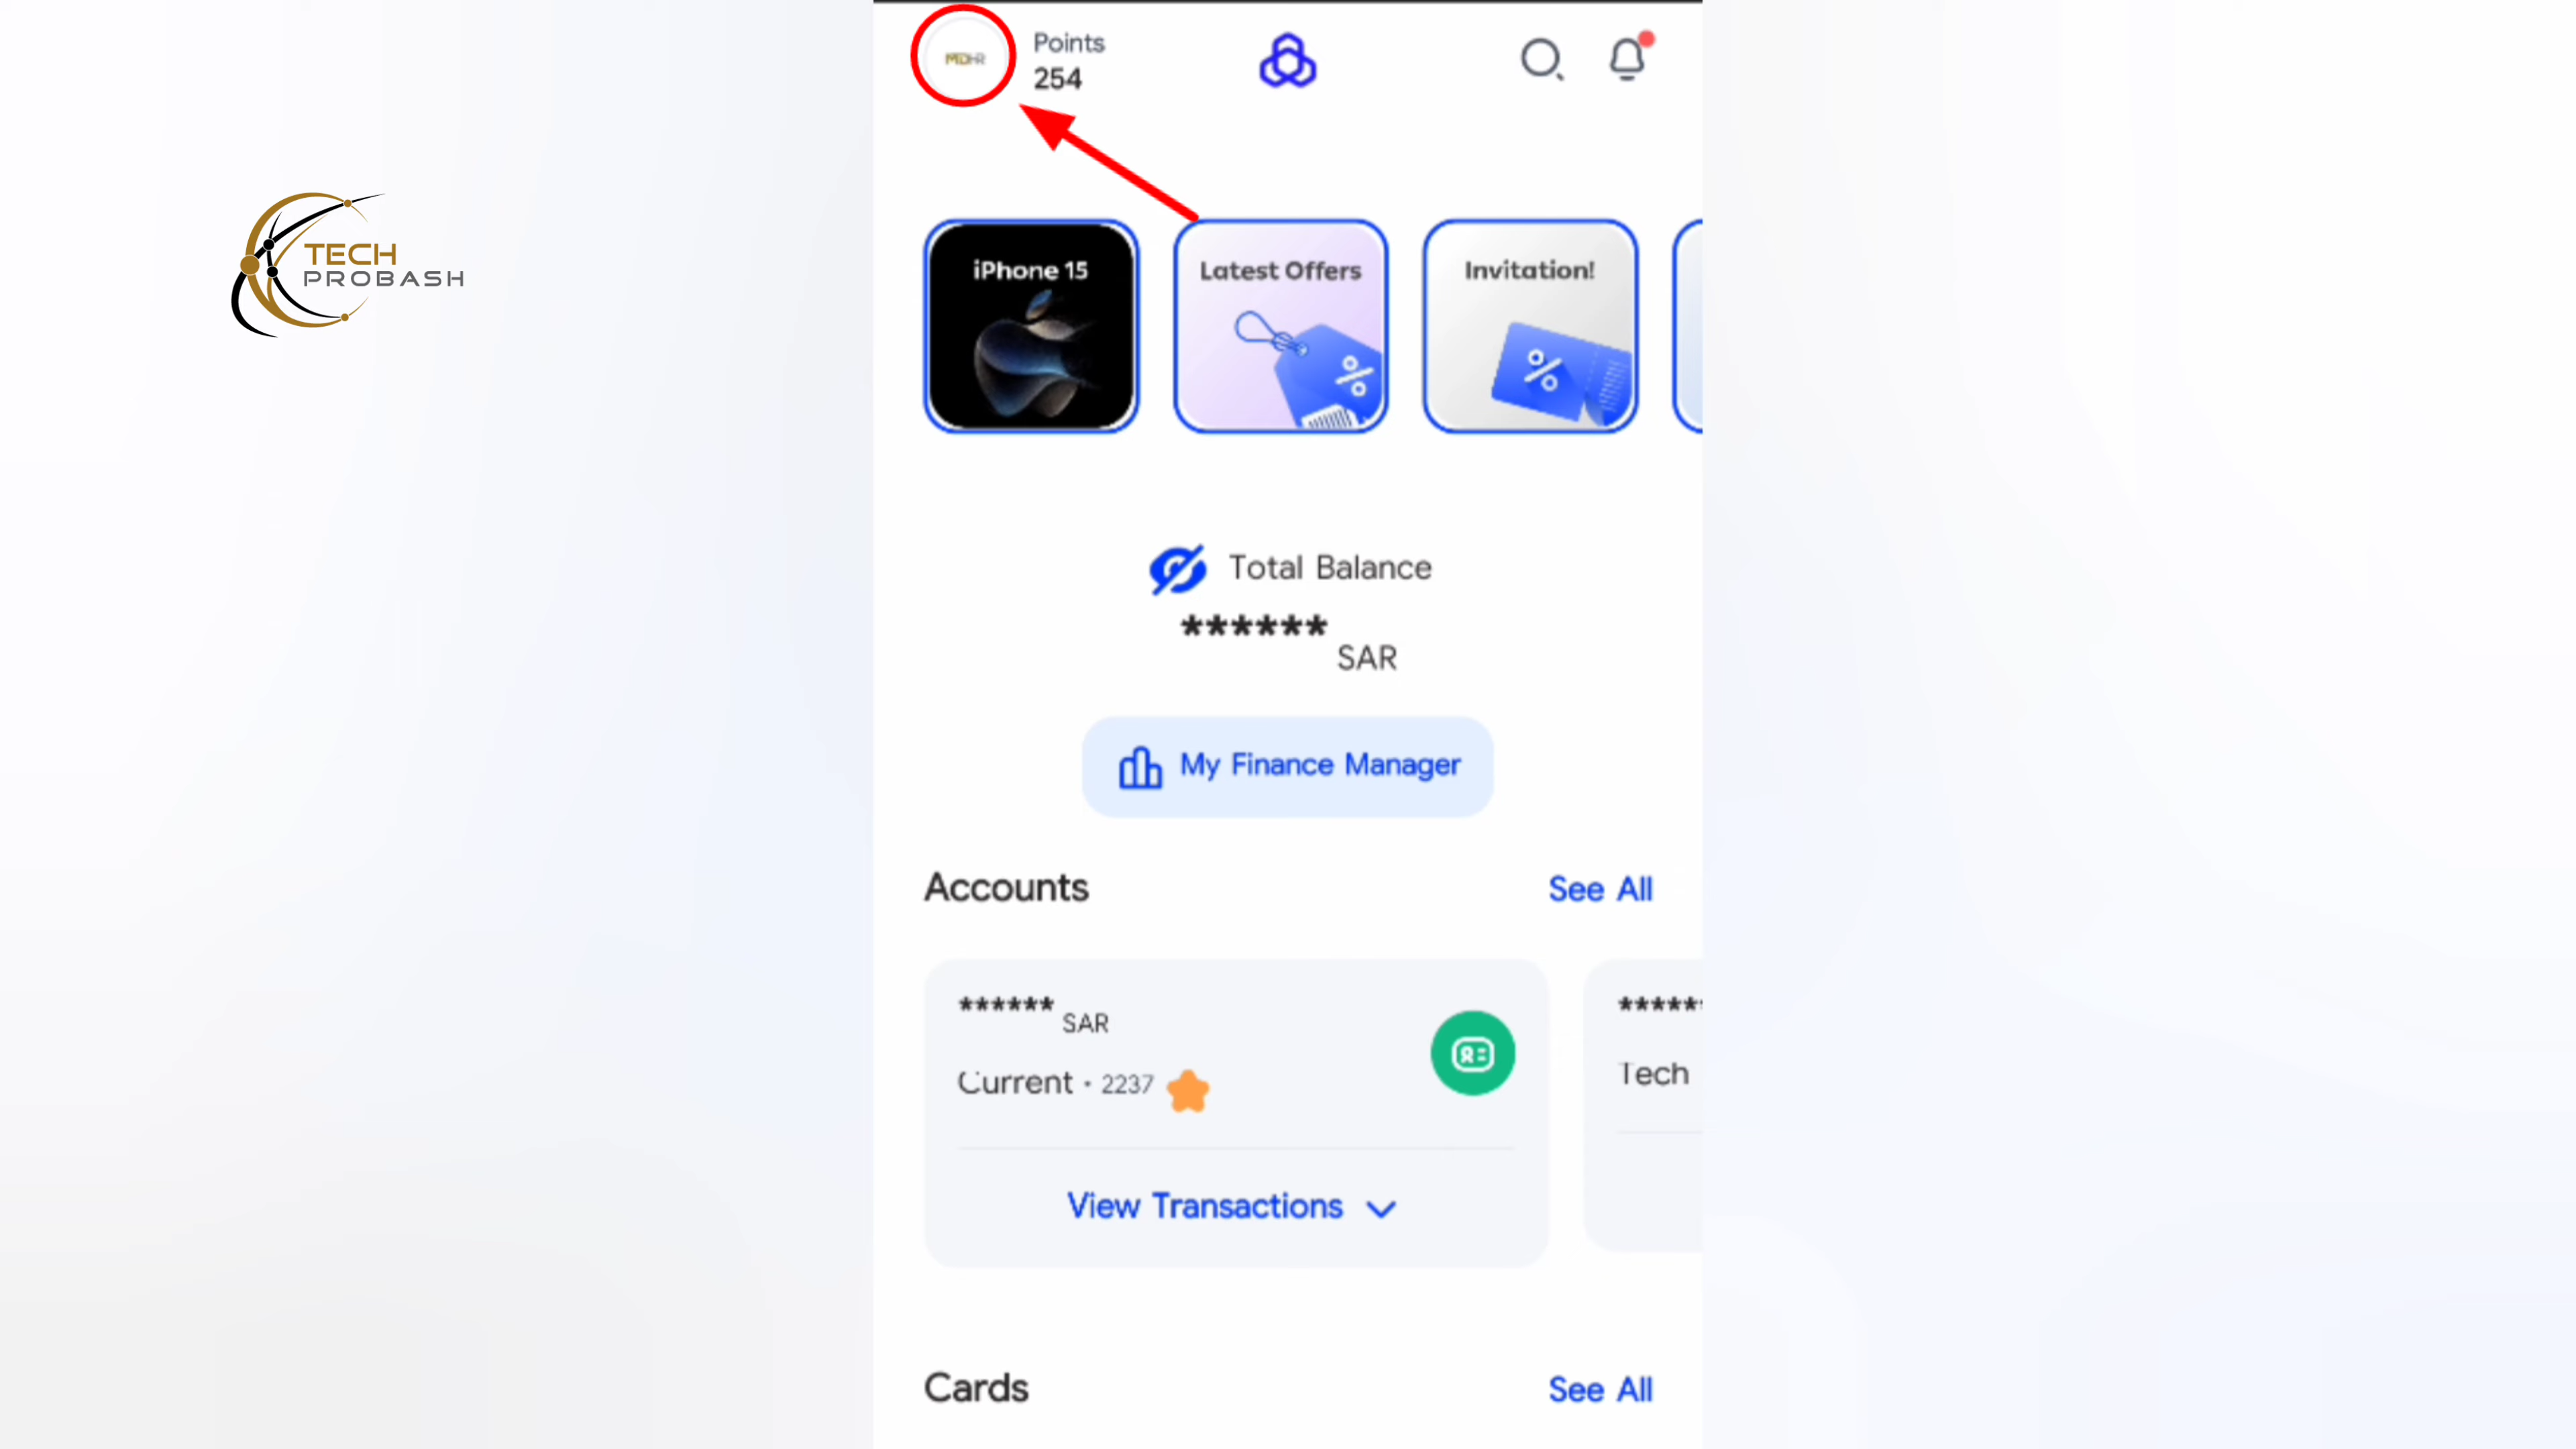 MDHR
Points
254
TECH
PROBASH
iPhone 15
Latest Offers
Invitation!
%
%
Total Balance
******
SAR
My Finance Manager
Accounts
See All
******
SAR
Current • 2237
View Transactions
******
Tech
Cards
See All